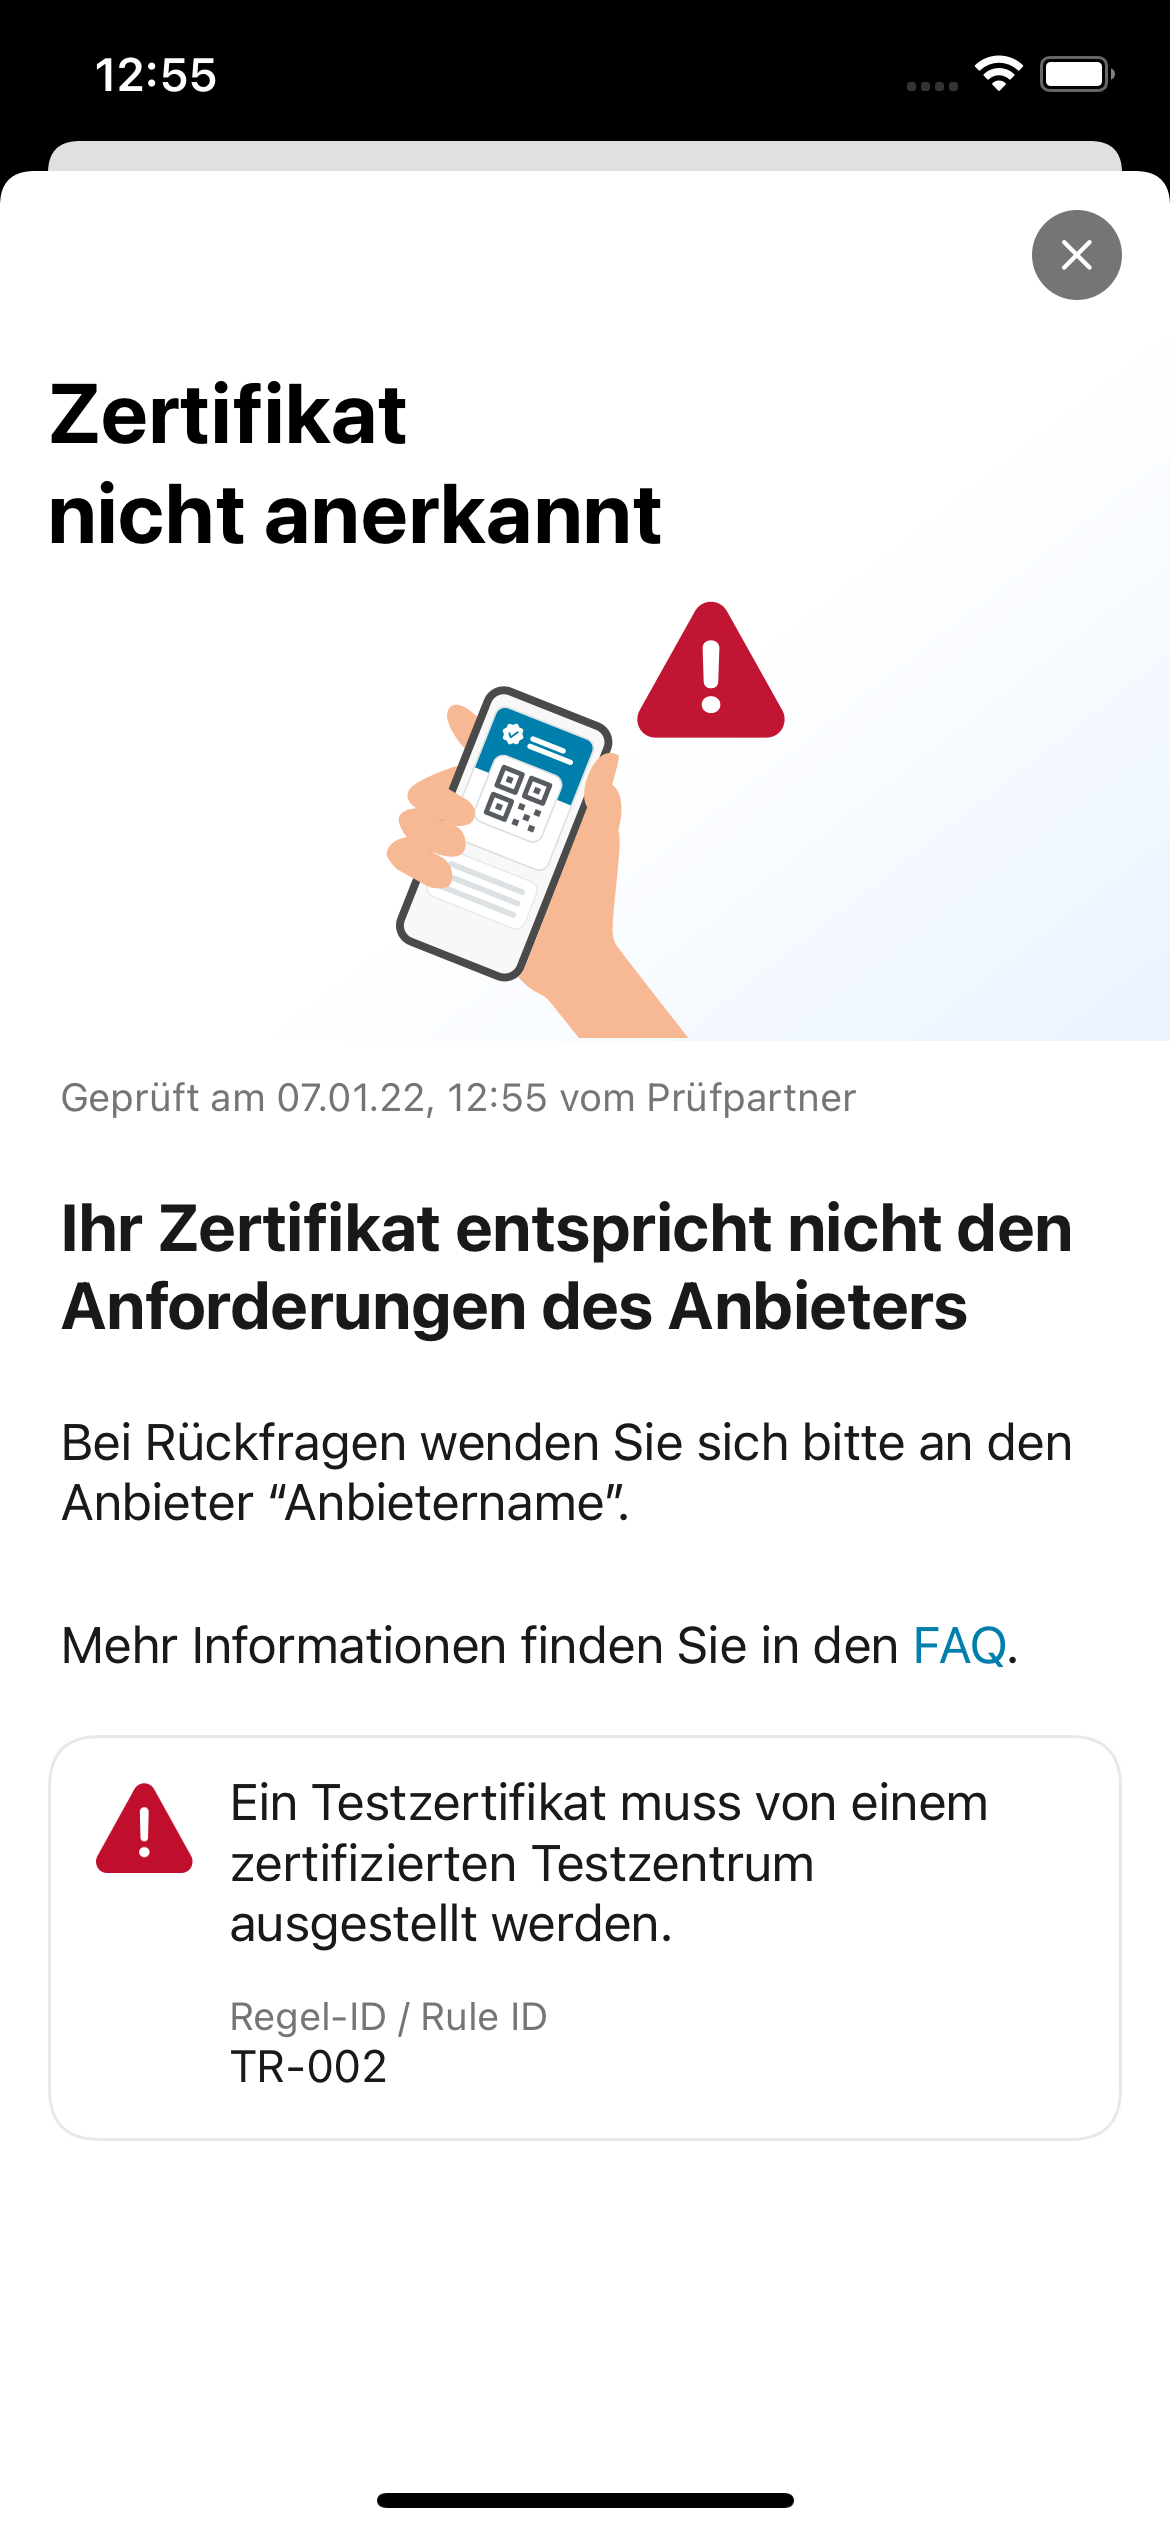 12:55
Zertifikat
nicht anerkannt
Geprüft am 07.01.22, 12:55 vom Prüfpartner
Ihr Zertifikat entspricht nicht den
Anforderungen des Anbieters
Bei Rückfragen wenden Sie sich bitte an den
Anbieter “Anbietername”.
Mehr Informationen finden Sie in den FAQ.
Ein Testzertifikat muss von einem
zertifizierten Testzentrum
ausgestellt werden.
Regel-ID / Rule ID
TR-002